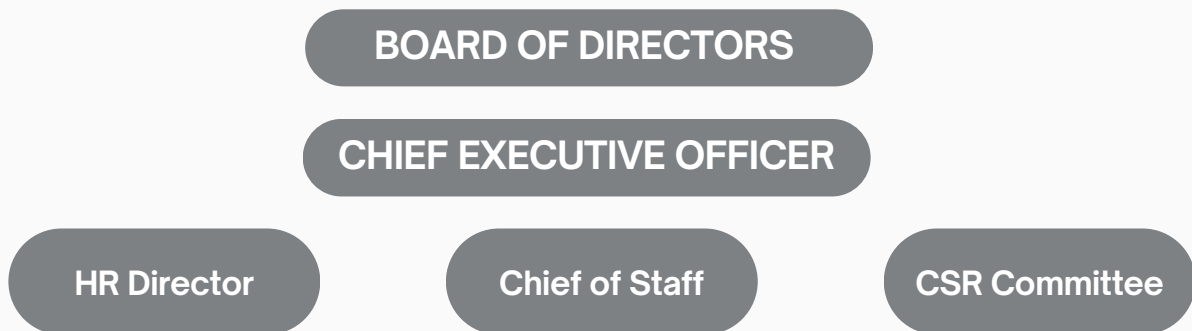 BOARD OF DIRECTORS
CHIEF EXECUTIVE OFFICER
HR Director
Chief of Staff
CSR Committee